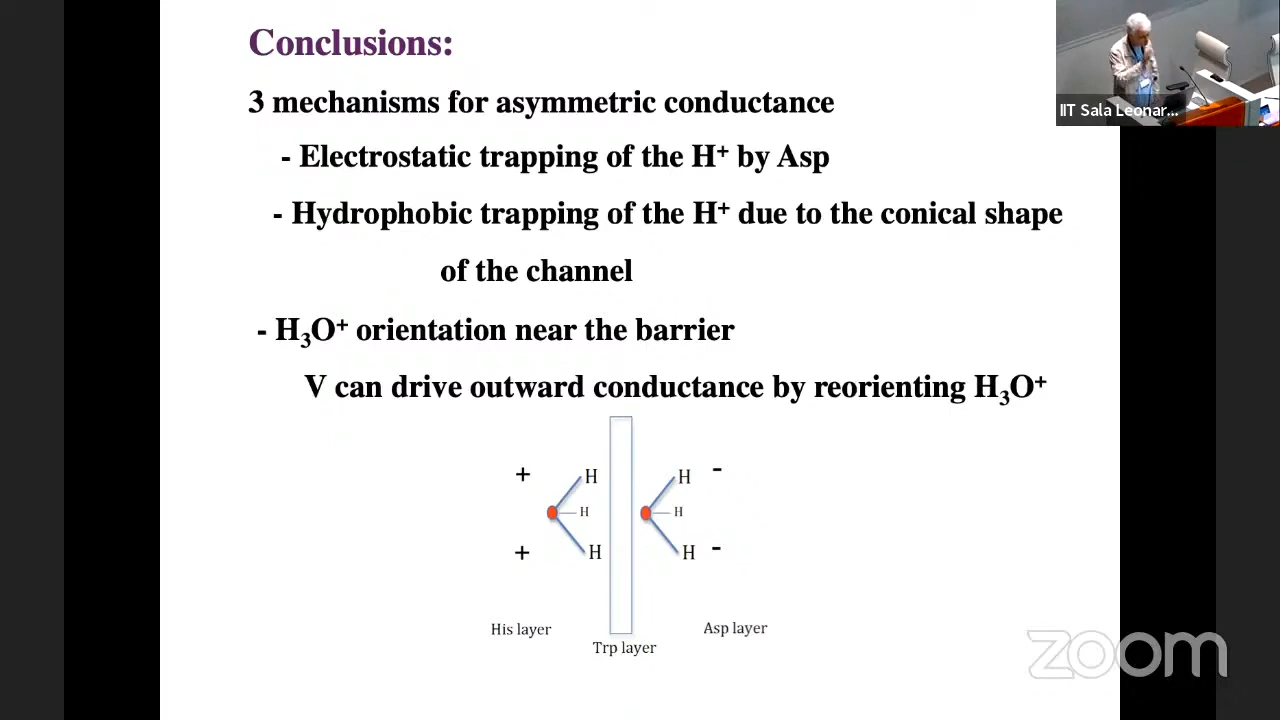 Conclusions:
3 mechanisms for asymmetric conductance
- Electrostatic trapping of the H⁺ by Asp
- Hydrophobic trapping of the H⁺ due to the conical shape
of the channel
- H₃O⁺ orientation near the barrier
V can drive outward conductance by reorienting H₃O⁺
+ H H -
H H
+ H H -
His layer
Trp layer
Asp layer
IIT Sala Leonar...
zoom